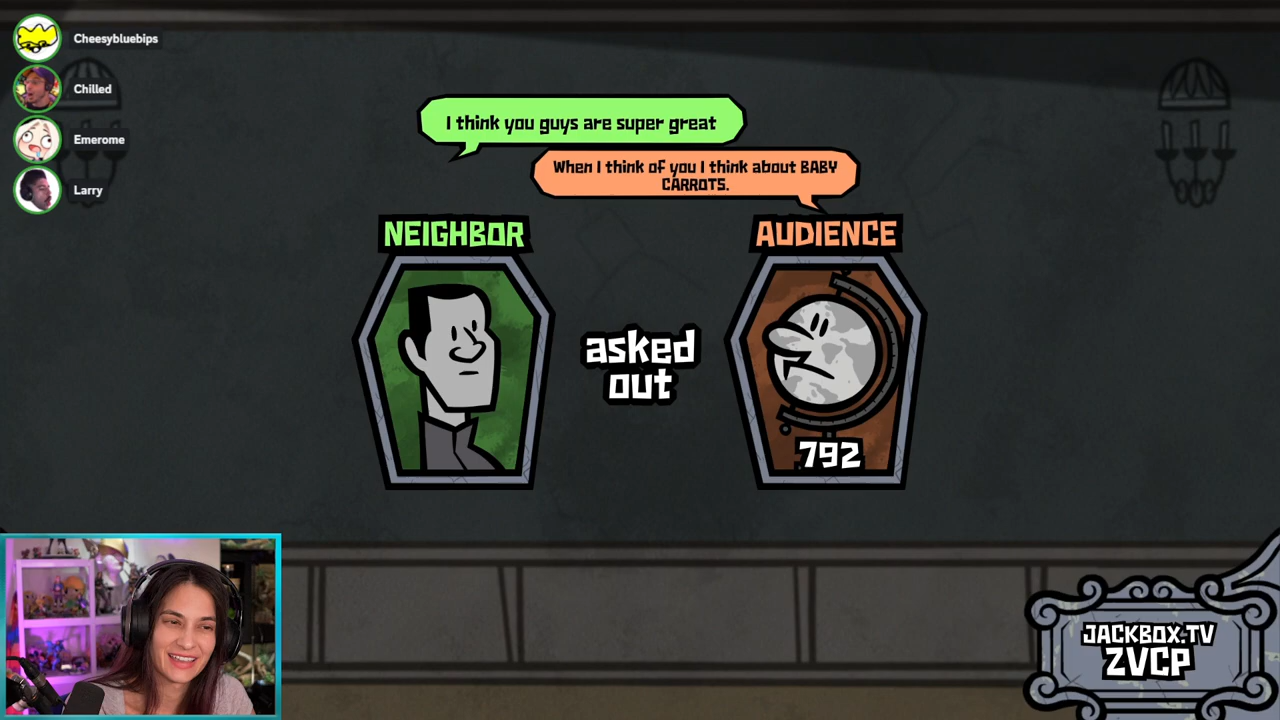 Cheesybluebips
Chilled
Emerome
Larry
I think you guys are super great
When I think of you I think about BABY
CARROTS.
NEIGHBOR
AUDIENCE
asked
out
792
JACKBOX.TV
ZVCP